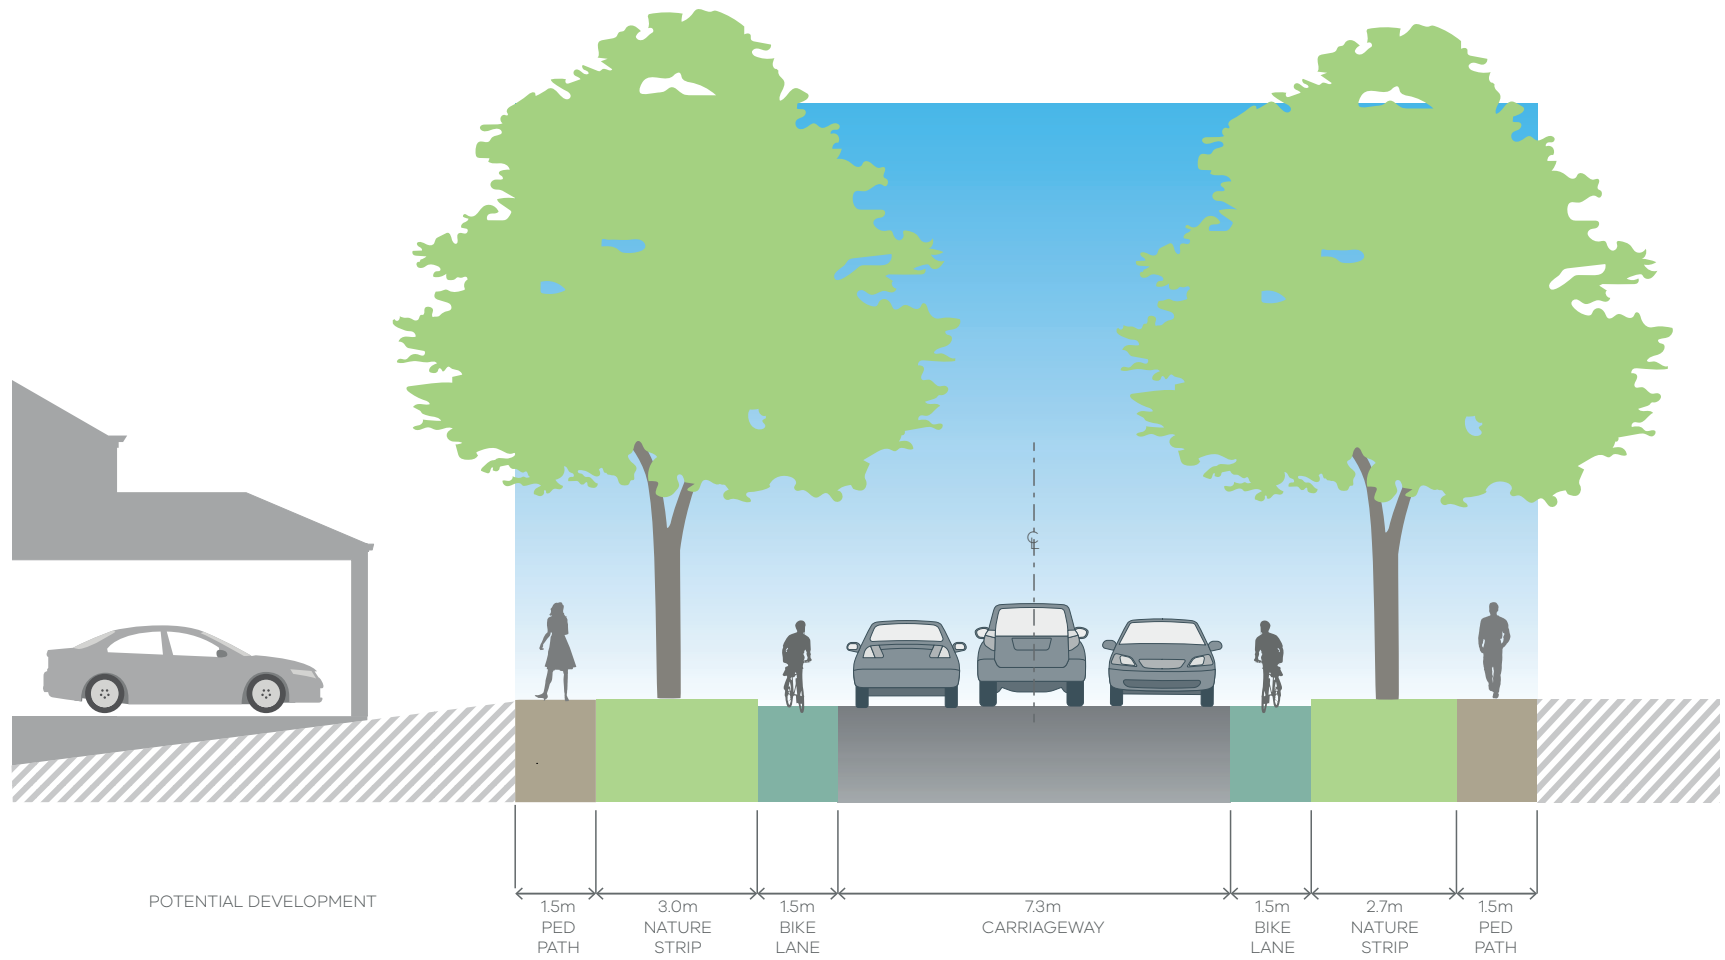 ℄
POTENTIAL DEVELOPMENT
1.5m
PED
PATH
3.0m
NATURE
STRIP
1.5m
BIKE
LANE
7.3m
CARRIAGEWAY
1.5m
BIKE
LANE
2.7m
NATURE
STRIP
1.5m
PED
PATH